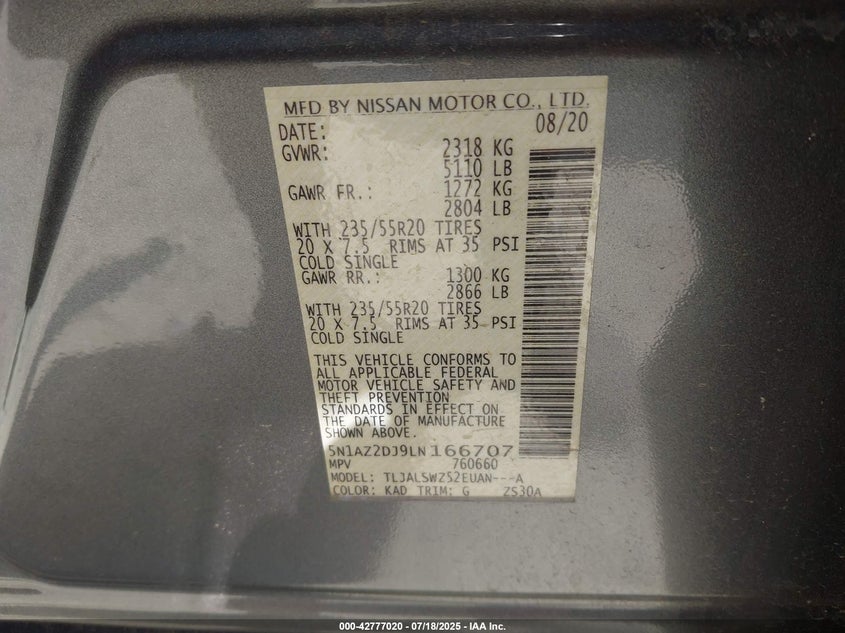 MFD BY NISSAN MOTOR CO., LTD.
DATE: 08/20
GVWR: 2318 KG
5110 LB
GAWR FR.: 1272 KG
2804 LB
WITH 235/55R20 TIRES
20 X 7.5 RIMS AT 35 PSI
COLD SINGLE
GAWR RR.: 1300 KG
2866 LB
WITH 235/55R20 TIRES
20 X 7.5 RIMS AT 35 PSI
COLD SINGLE
THIS VEHICLE CONFORMS TO
ALL APPLICABLE FEDERAL
MOTOR VEHICLE SAFETY AND
THEFT PREVENTION
STANDARDS IN EFFECT ON
THE DATE OF MANUFACTURE
SHOWN ABOVE.
5N1AZ2DJ9LN166707
MPV 760660
MODEL: TLJALSWZ52EUAN---A
COLOR: KAD TRIM: G ZS30A
000-42777020 - 07/18/2025 - IAA Inc.